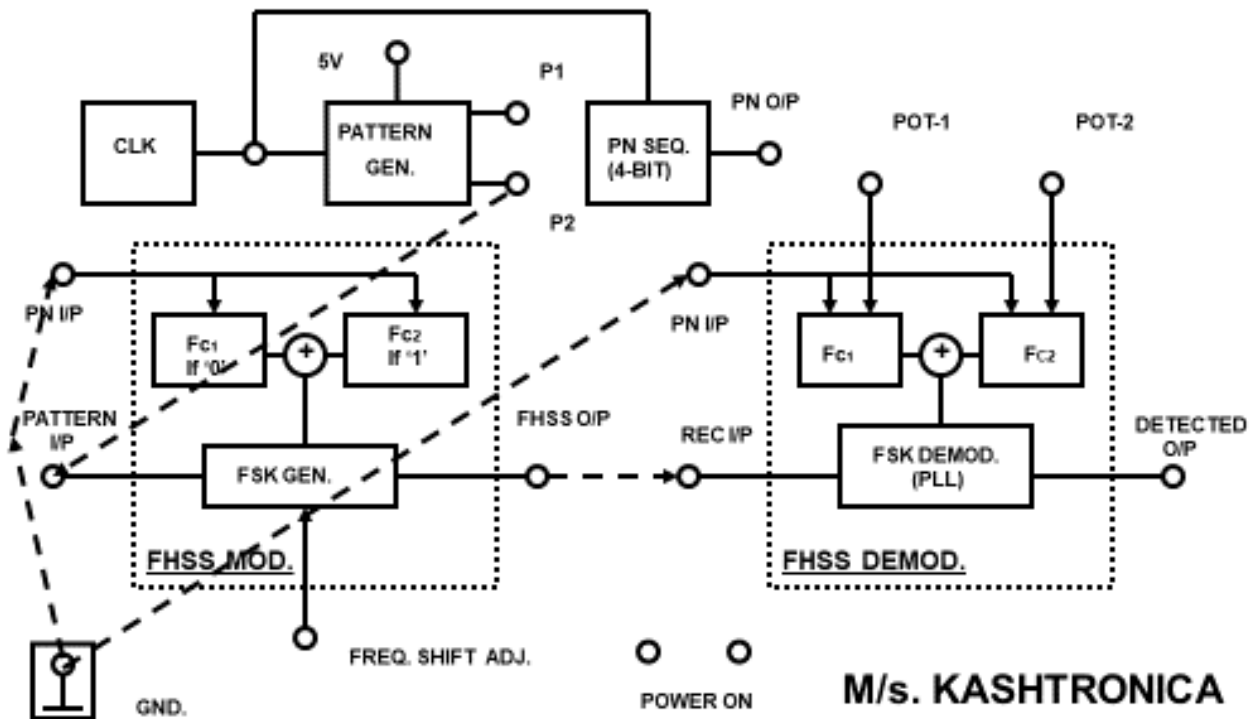 5V
P1
PN O/P
POT-1
POT-2
CLK
PATTERN
GEN.
PN SEQ.
(4-BIT)
P2
PN I/P
PN I/P
Fc1
If '0'
Fc2
If '1'
+
Fc1
+
Fc2
PATTERN
I/P
FHSS O/P
REC I/P
DETECTED
O/P
FSK GEN.
FSK DEMOD.
(PLL)
FHSS MOD.
FHSS DEMOD.
FREQ. SHIFT ADJ.
GND.
POWER ON
M/s. KASHTRONICA